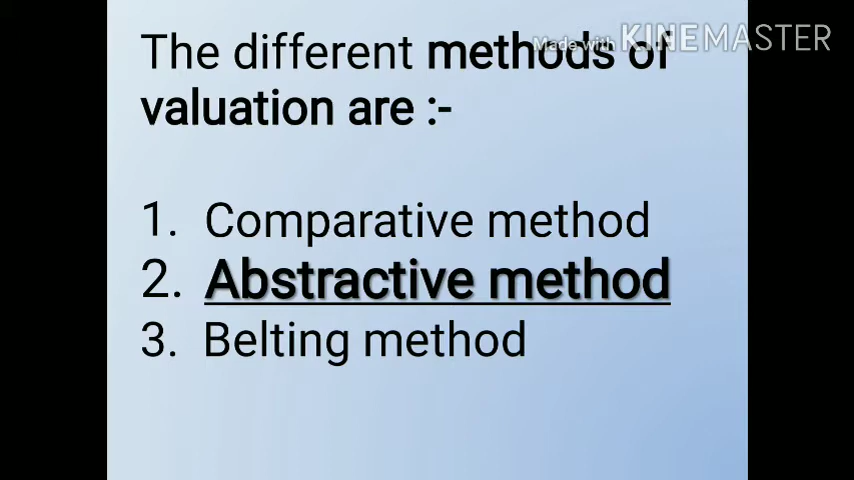 The different methods of
valuation are :-
Made with KINEMASTER
1. Comparative method
2. Abstractive method
3. Belting method